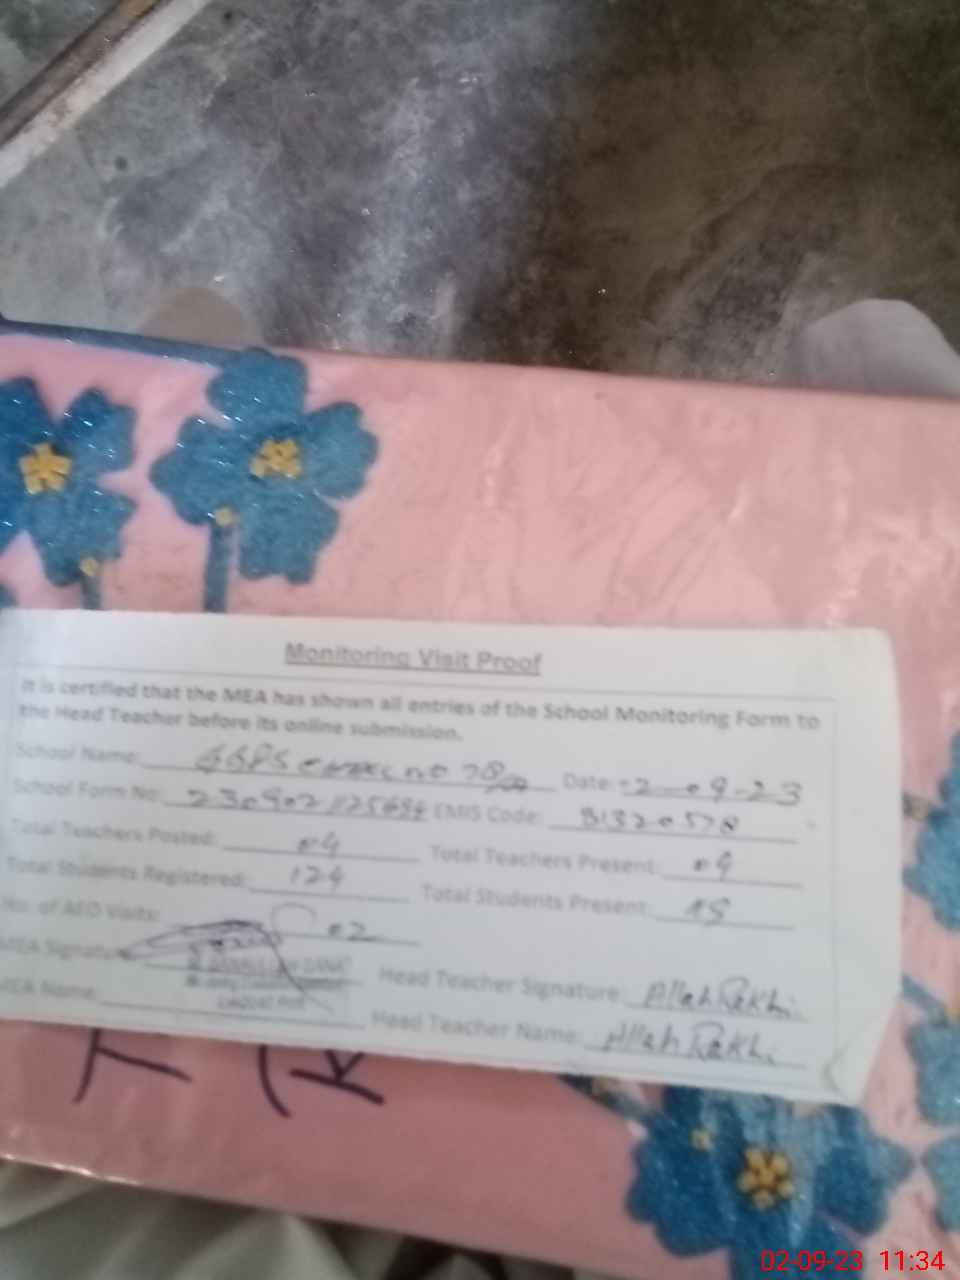 Monitoring Visit Proof
It is certified that the MEA has shown all entries of the School Monitoring Form to
the Head Teacher before its online submission.
School Name: GGPS no 78 Date: 2-09-23
School Form No: EMIS Code: 31320578
Total Teachers Posted: 04 Total Teachers Present: 04
Total Students Registered: 124 Total Students Present:
No. of AEO Visits: 02
MEA Signature Head Teacher Signature: Allah Rakhi
MEA Name: Head Teacher Name: Allah Rakhi
02-09-23 11:34